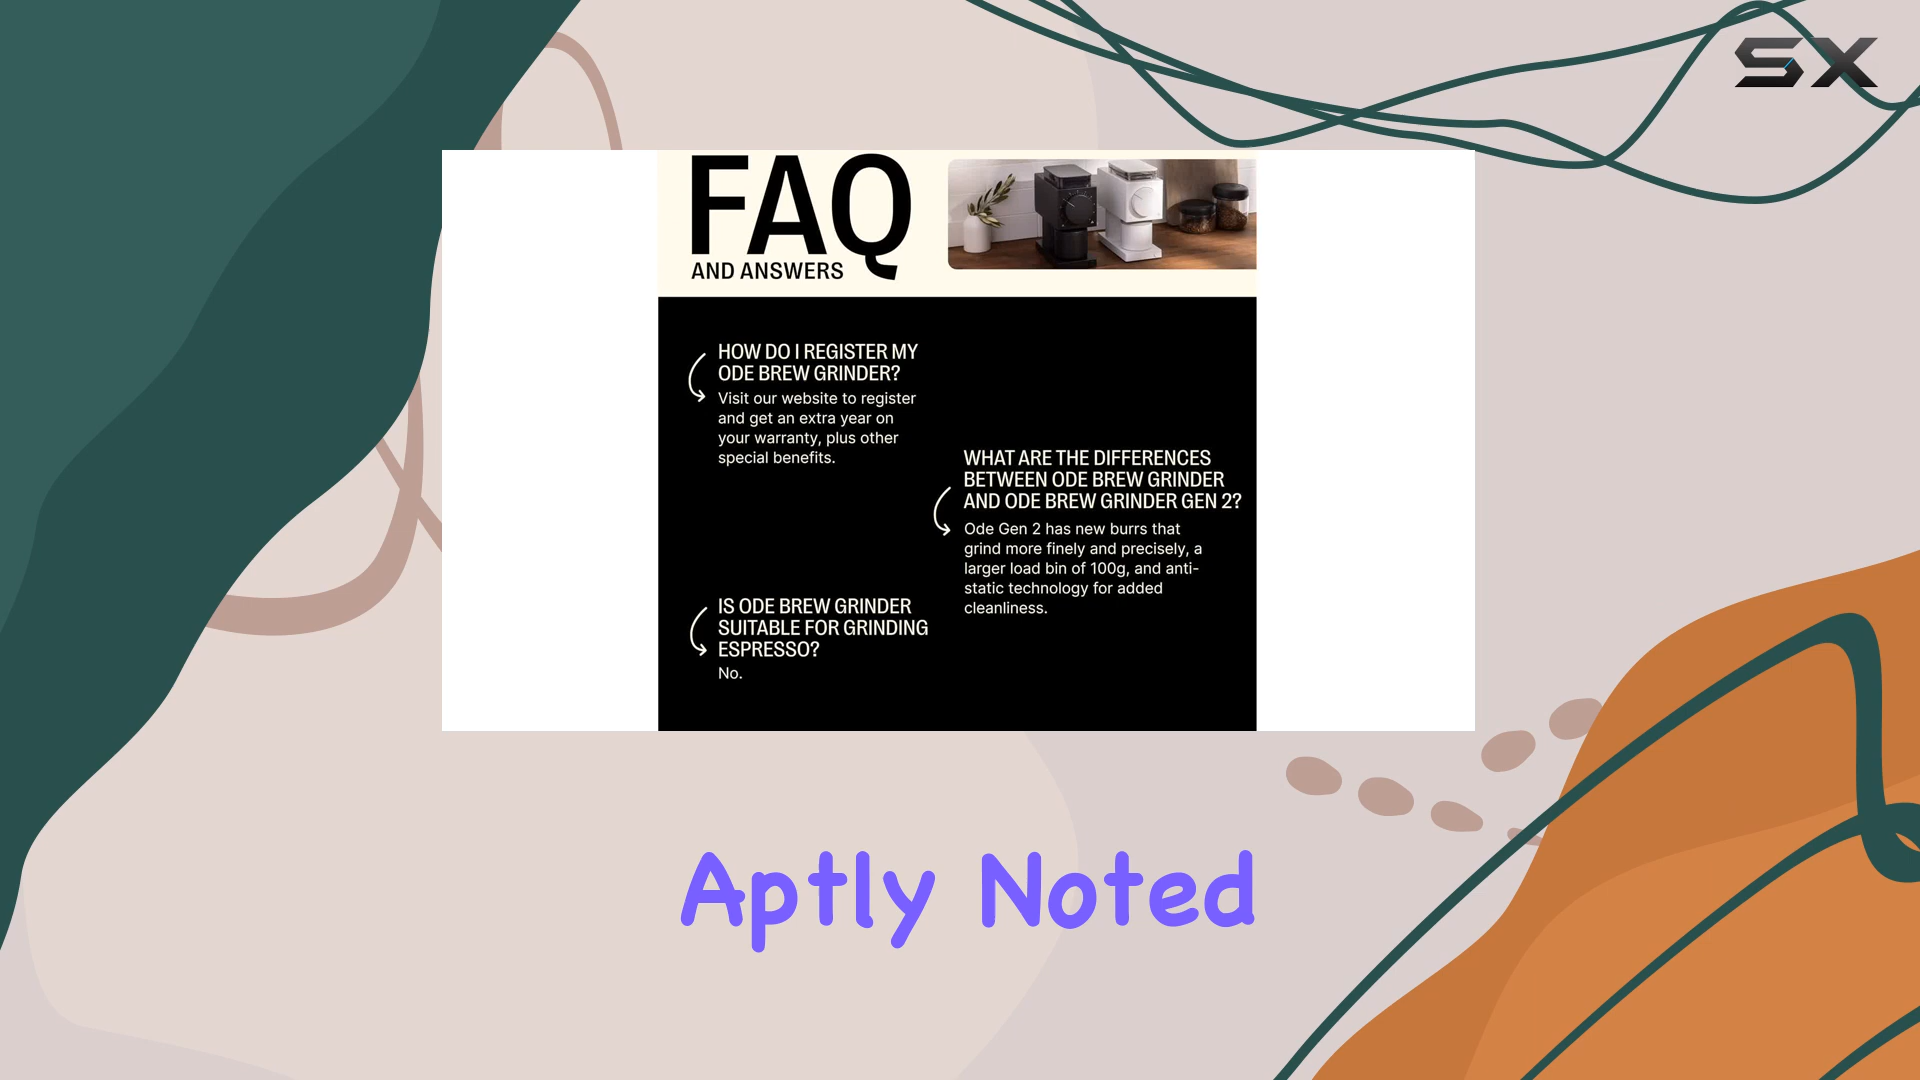 SX
FAQ
AND ANSWERS
HOW DO I REGISTER MY
ODE BREW GRINDER?
Visit our website to register
and get an extra year on
your warranty, plus other
special benefits.
WHAT ARE THE DIFFERENCES
BETWEEN ODE BREW GRINDER
AND ODE BREW GRINDER GEN 2?
Ode Gen 2 has new burrs that
grind more finely and precisely, a
larger load bin of 100g, and anti-
static technology for added
cleanliness.
IS ODE BREW GRINDER
SUITABLE FOR GRINDING
ESPRESSO?
No.
Aptly Noted